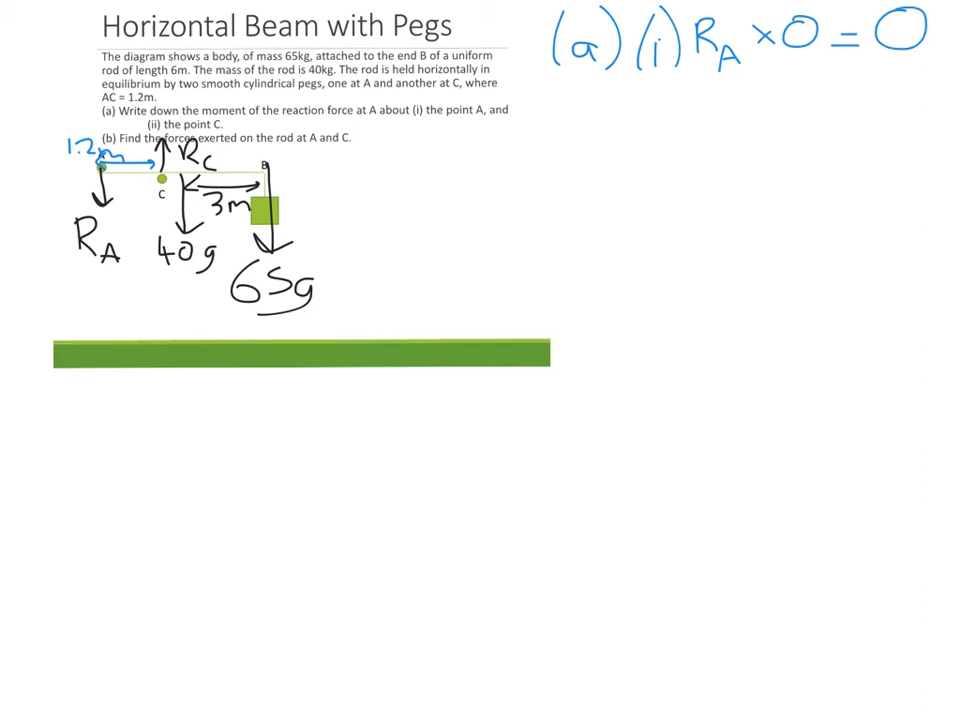 Horizontal Beam with Pegs
(a) (i) R_A × 0 = 0
The diagram shows a body, of mass 65kg, attached to the end B of a uniform
rod of length 6m. The mass of the rod is 40kg. The rod is held horizontally in
equilibrium by two smooth cylindrical pegs, one at A and another at C, where
AC = 1.2m.
(a) Write down the moment of the reaction force at A about (i) the point A, and
(ii) the point C.
(b) Find the forces exerted on the rod at A and C.
1.2m
R_C
B
C
3m
R_A
40g
65g